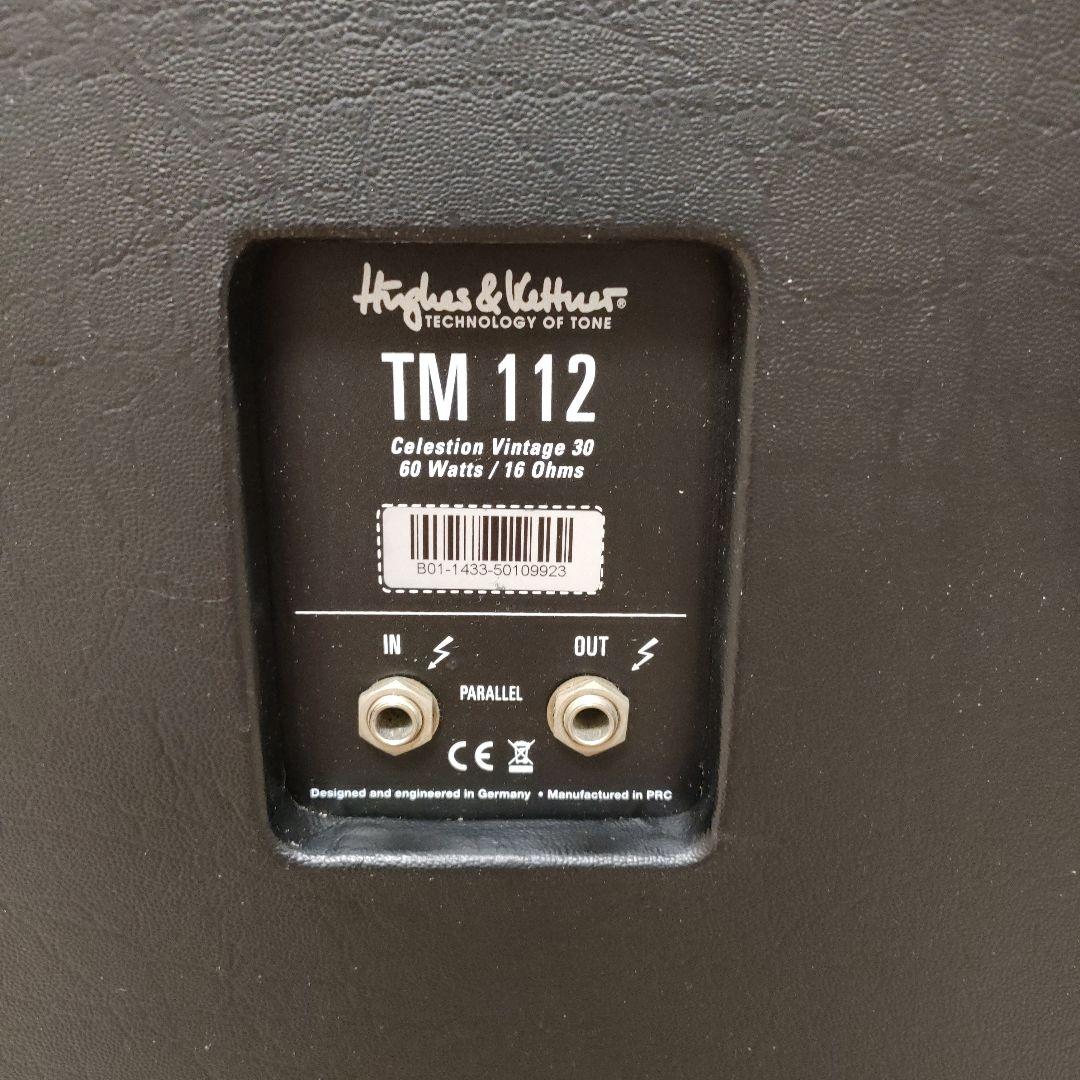 Hughes & Kettner®
TECHNOLOGY OF TONE
TM 112
Celestion Vintage 30
60 Watts / 16 Ohms
B01-1433-50109923
IN OUT
PARALLEL
CE
Designed and engineered in Germany • Manufactured in PRC